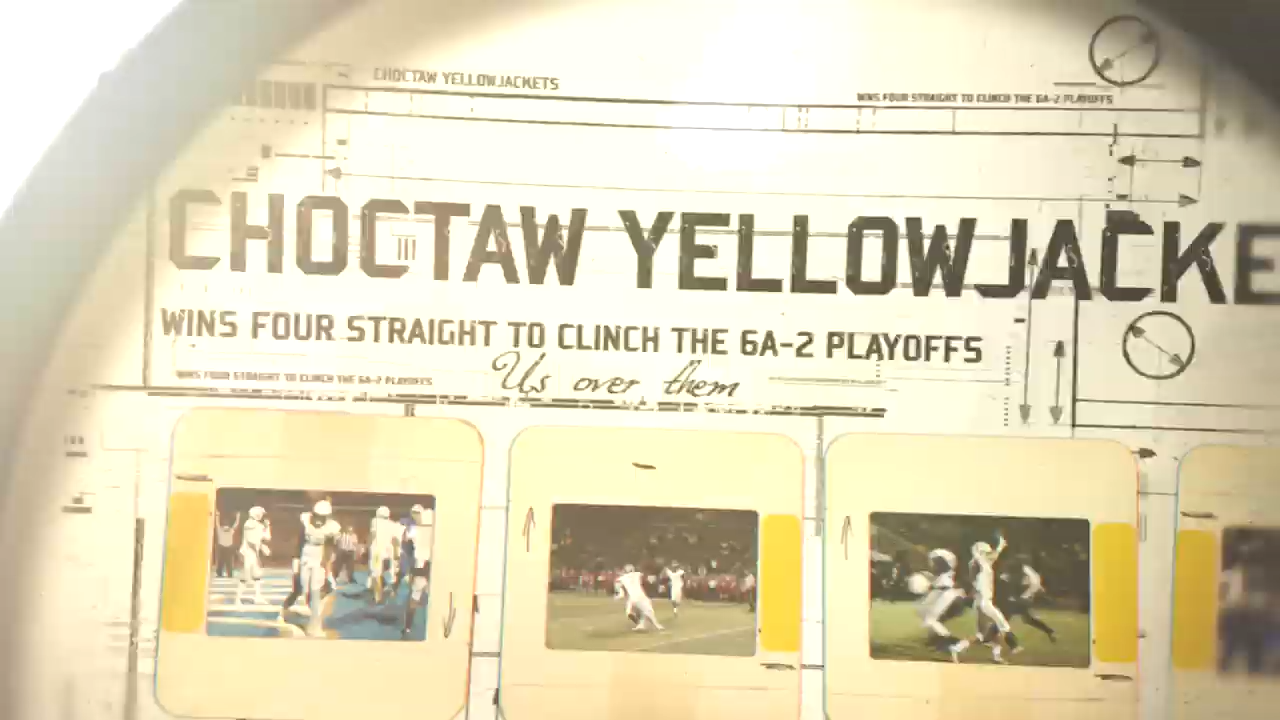 CHOCTAW YELLOWJACKETS
WINS FOUR STRAIGHT TO CLINCH THE 6A-2 PLAYOFFS
CHOCTAW YELLOWJACKE
WINS FOUR STRAIGHT TO CLINCH THE 6A-2 PLAYOFFS
WINS FOUR STRAIGHT TO CLINCH THE 6A-2 PLAYOFFS
Us over them